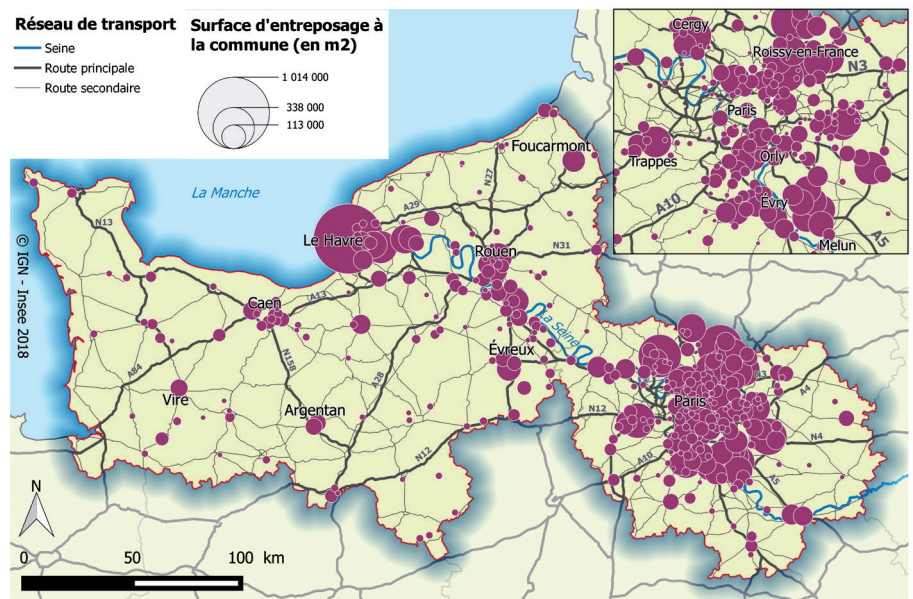 Réseau de transport
Seine
Route principale
Route secondaire
Surface d'entreposage à
la commune (en m2)
1 014 000
338 000
113 000
Cergy
Roissy-en-France
N3
Paris
Trappes
Orly
A10
Evry
A5
Melun
La Manche
Foucarmont
N27
A29
N13
Le Havre
Rouen
N31
© IGN - Insee 2018
Caen
A13
La Seine
N158
Évreux
A84
A28
Vire
Argentan
N12
N12
Paris
N3
A4
N4
A10
A5
N
0 50 100 km